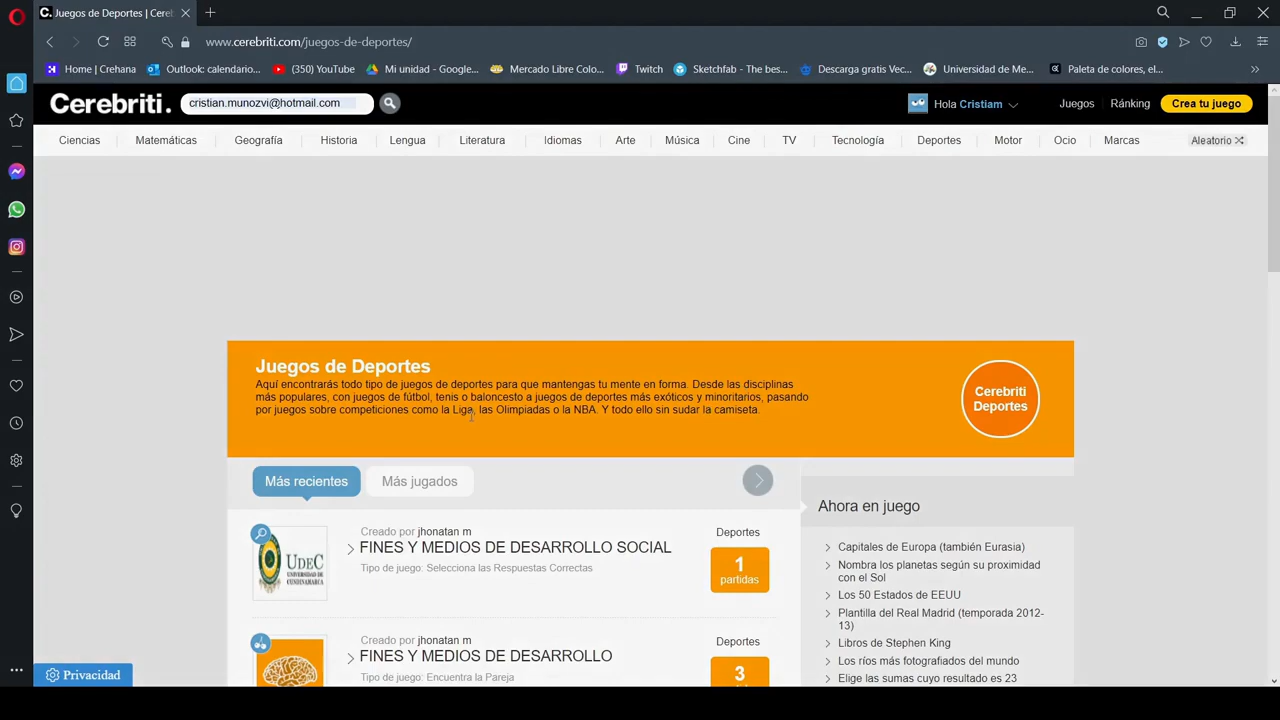 Juegos de Deportes | Cereb
www.cerebriti.com/juegos-de-deportes/
Home | Crehana
Outlook: calendario...
(350) YouTube
Mi unidad - Google...
Mercado Libre Colo...
Twitch
Sketchfab - The bes...
Descarga gratis Vec...
Universidad de Me...
Paleta de colores, el...
Cerebriti.
cristian.munozvi@hotmail.com
Hola Cristiam
Juegos
Ránking
Crea tu juego
Ciencias
Matemáticas
Geografía
Historia
Lengua
Literatura
Idiomas
Arte
Música
Cine
TV
Tecnología
Deportes
Motor
Ocio
Marcas
Aleatorio
Juegos de Deportes
Aquí encontrarás todo tipo de juegos de deportes para que mantengas tu mente en forma. Desde las disciplinas
más populares, con juegos de fútbol, tenis o baloncesto a juegos de deportes más exóticos y minoritarios, pasando
por juegos sobre competiciones como la Liga, las Olimpiadas o la NBA. Y todo ello sin sudar la camiseta.
Cerebriti
Deportes
Más recientes
Más jugados
UDEC
UNIVERSIDAD DE
CUNDINAMARCA
Creado por jhonatan m
FINES Y MEDIOS DE DESARROLLO SOCIAL
Tipo de juego: Selecciona las Respuestas Correctas
Deportes
1
partidas
Creado por jhonatan m
FINES Y MEDIOS DE DESARROLLO
Tipo de juego: Encuentra la Pareja
Deportes
3
Ahora en juego
Capitales de Europa (también Eurasia)
Nombra los planetas según su proximidad
con el Sol
Los 50 Estados de EEUU
Plantilla del Real Madrid (temporada 2012-
13)
Libros de Stephen King
Los ríos más fotografiados del mundo
Elige las sumas cuyo resultado es 23
Privacidad